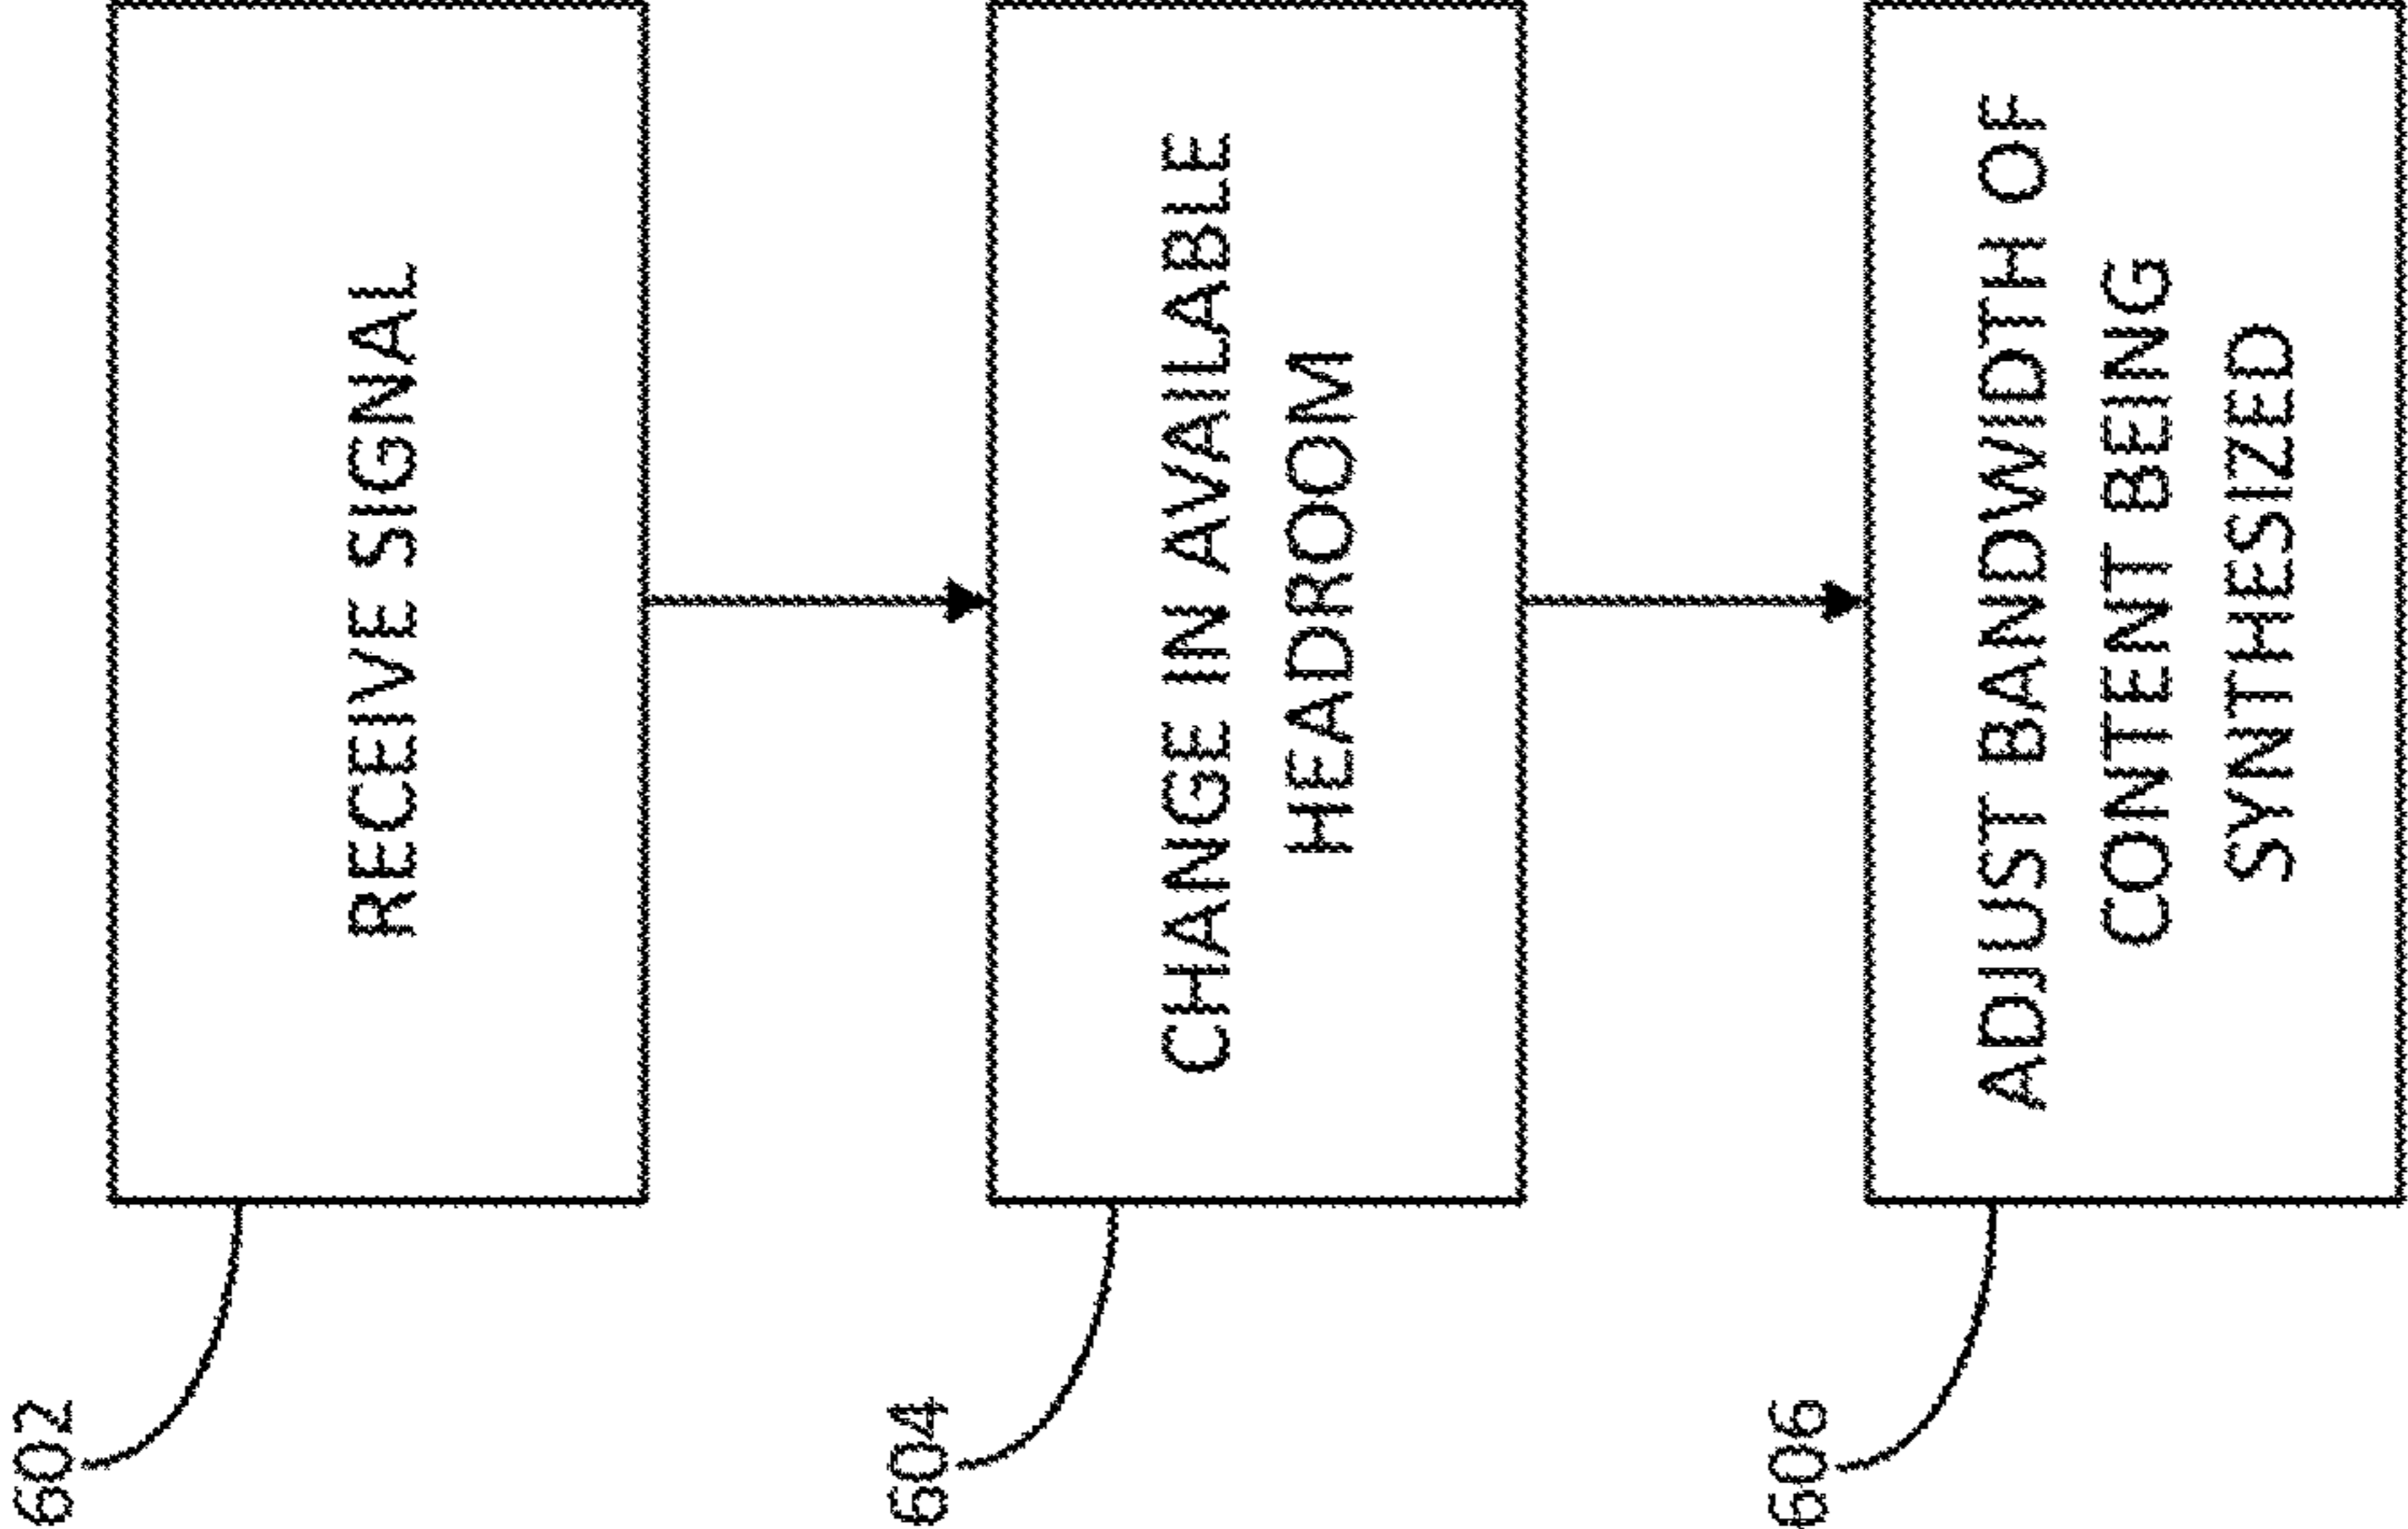 602
RECEIVE SIGNAL
604
CHANGE IN AVAILABLE
HEADROOM
606
ADJUST BANDWIDTH OF
CONTENT BEING
SYNTHESIZED